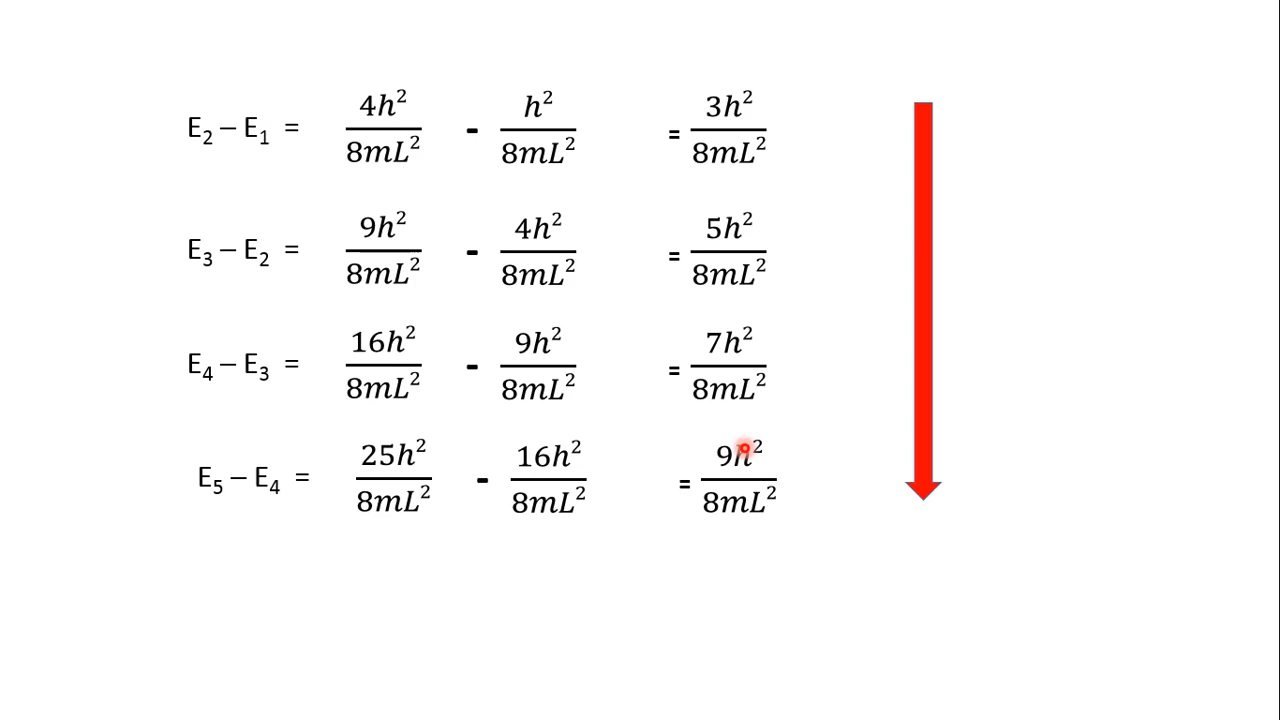 E₂ – E₁ = 4h²/8mL² - h²/8mL² = 3h²/8mL²
E₃ – E₂ = 9h²/8mL² - 4h²/8mL² = 5h²/8mL²
E₄ – E₃ = 16h²/8mL² - 9h²/8mL² = 7h²/8mL²
E₅ – E₄ = 25h²/8mL² - 16h²/8mL² = 9h²/8mL²